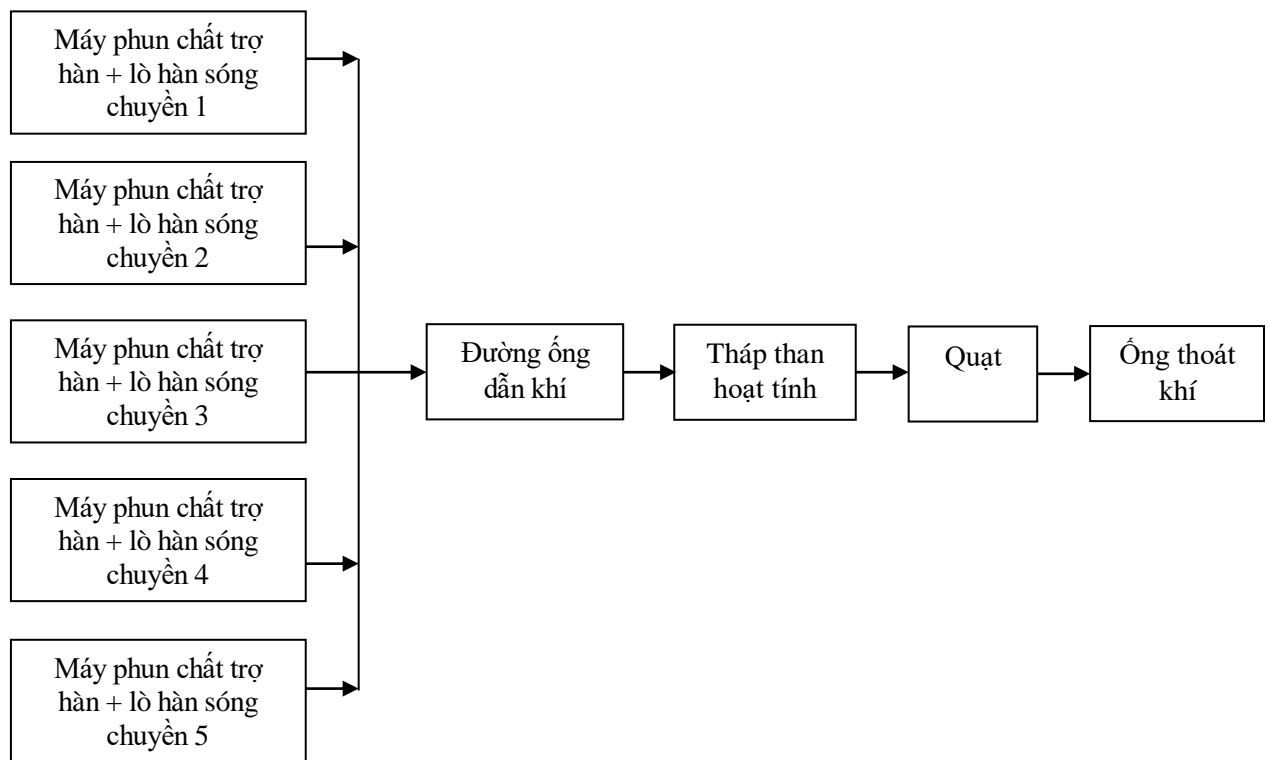 Máy phun chất trợ
hàn + lò hàn sóng
chuyền 1
Máy phun chất trợ
hàn + lò hàn sóng
chuyền 2
Máy phun chất trợ
hàn + lò hàn sóng
chuyền 3
Đường ống
dẫn khí
Tháp than
hoạt tính
Quạt
Ống thoát
khí
Máy phun chất trợ
hàn + lò hàn sóng
chuyền 4
Máy phun chất trợ
hàn + lò hàn sóng
chuyền 5